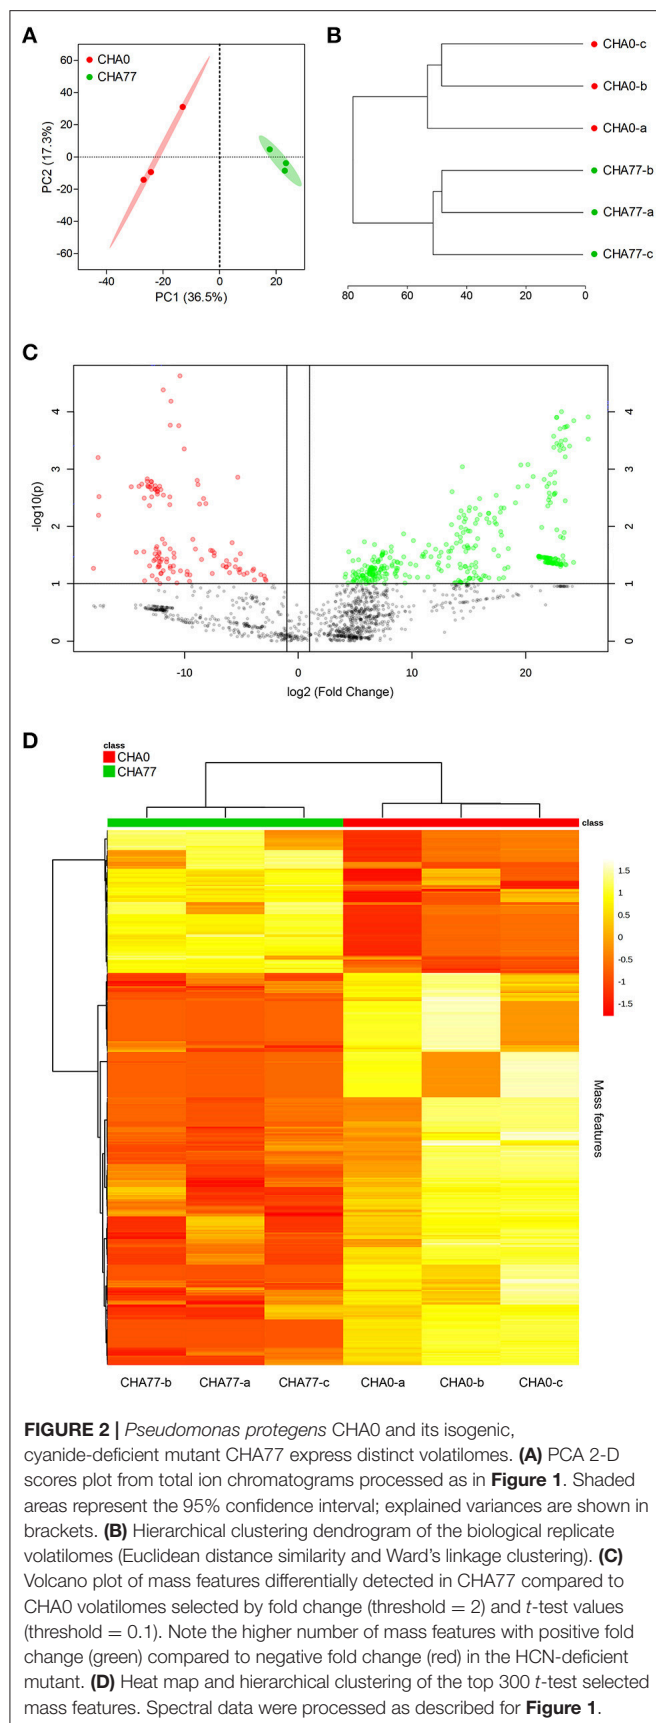 A
CHA0
CHA77
60
40
20
0
-20
-40
-60
PC2 (17.3%)
-40
-20
0
20
PC1 (36.5%)
B
CHA0-c
CHA0-b
CHA0-a
CHA77-b
CHA77-a
CHA77-c
80
60
40
20
0
C
4
3
2
1
0
-log10(p)
4
3
2
1
0
-10
0
10
20
log2 (Fold Change)
D
class
CHA0
CHA77
class
1.5
1
0.5
0
-0.5
-1
-1.5
Mass features
CHA77-b
CHA77-a
CHA77-c
CHA0-a
CHA0-b
CHA0-c
FIGURE 2 | Pseudomonas protegens CHA0 and its isogenic,
cyanide-deficient mutant CHA77 express distinct volatilomes. (A) PCA 2-D
scores plot from total ion chromatograms processed as in Figure 1. Shaded
areas represent the 95% confidence interval; explained variances are shown in
brackets. (B) Hierarchical clustering dendrogram of the biological replicate
volatilomes (Euclidean distance similarity and Ward's linkage clustering). (C)
Volcano plot of mass features differentially detected in CHA77 compared to
CHA0 volatilomes selected by fold change (threshold = 2) and t-test values
(threshold = 0.1). Note the higher number of mass features with positive fold
change (green) compared to negative fold change (red) in the HCN-deficient
mutant. (D) Heat map and hierarchical clustering of the top 300 t-test selected
mass features. Spectral data were processed as described for Figure 1.